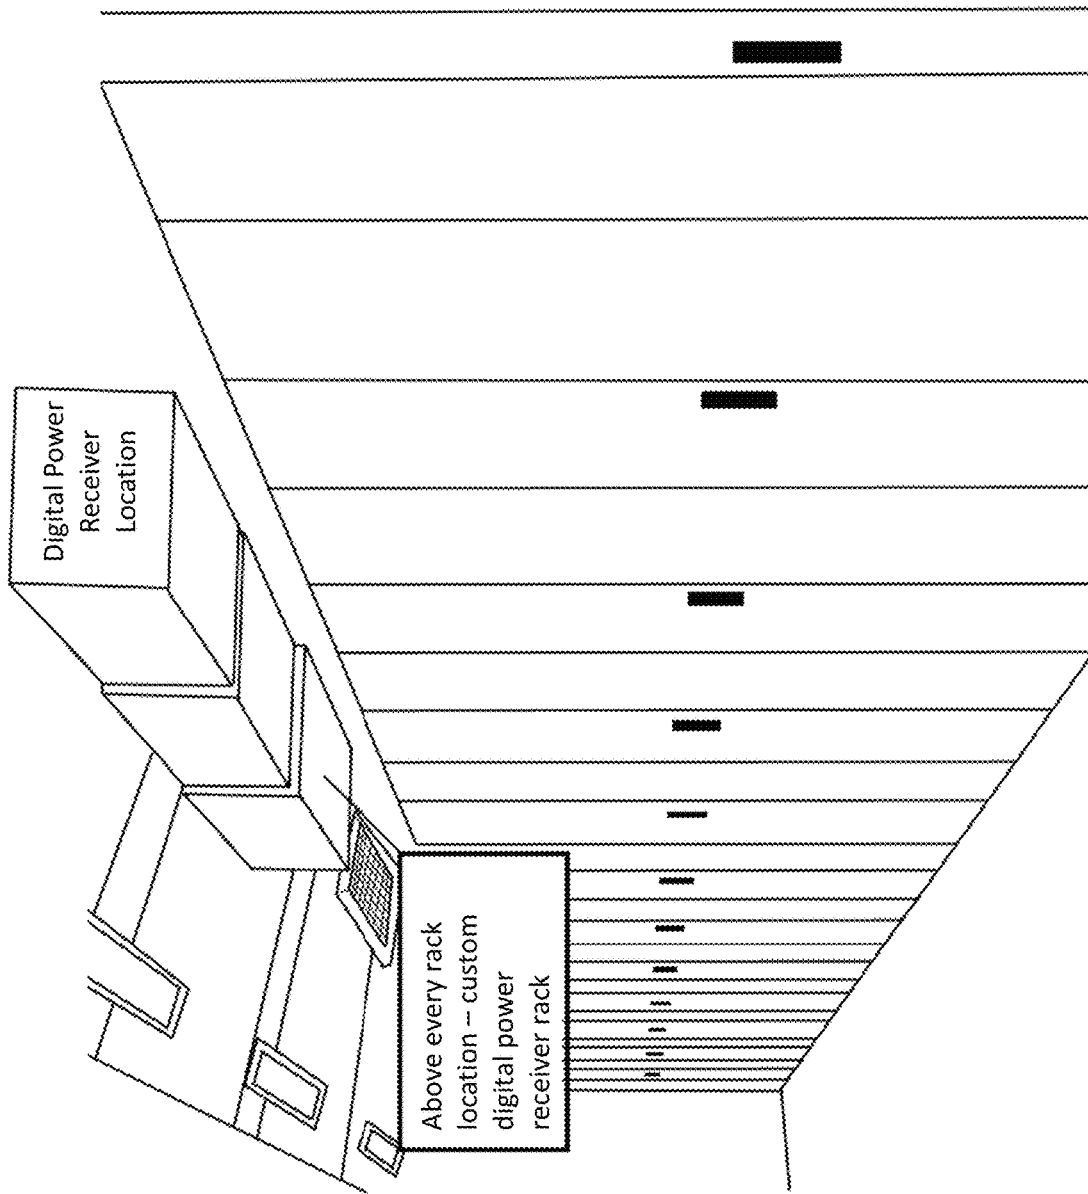 Digital Power
Receiver
Location
Above every rack
location – custom
digital power
receiver rack